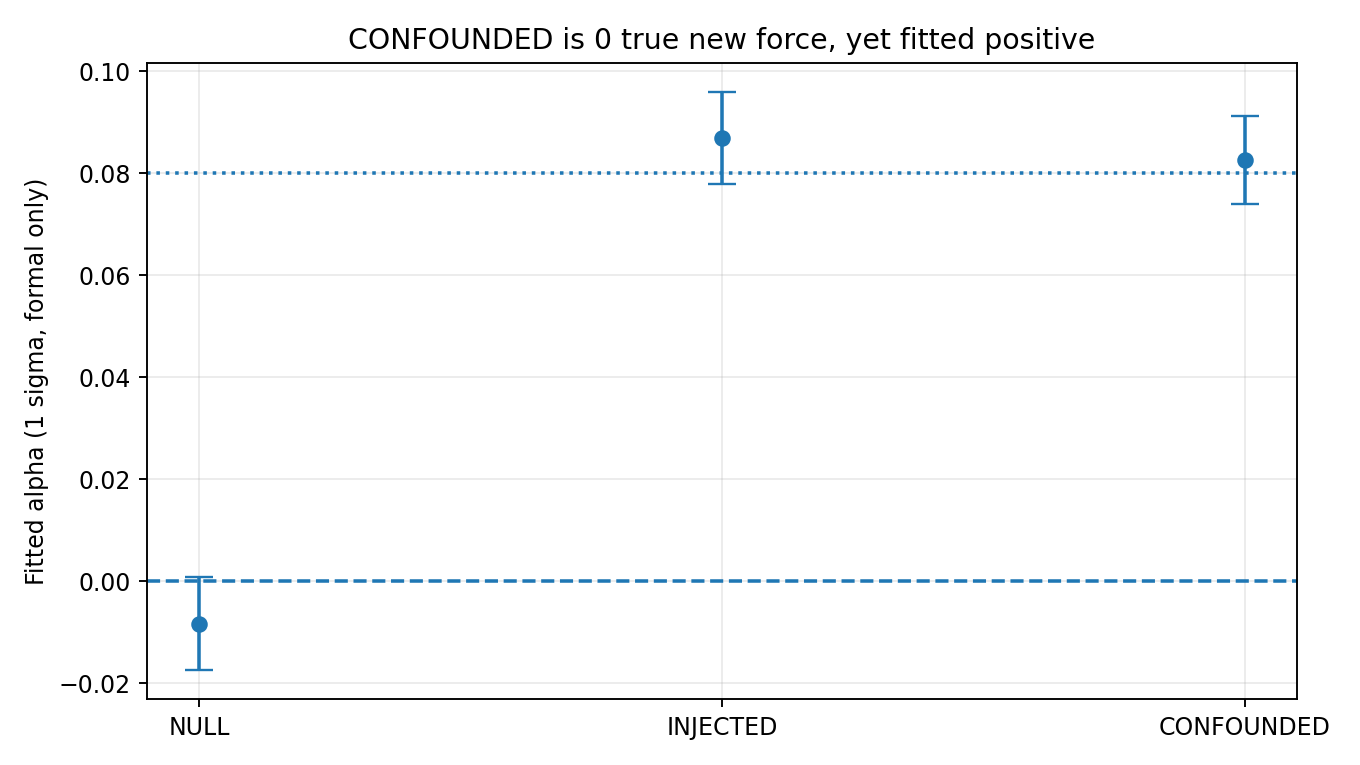 CONFOUNDED is 0 true new force, yet fitted positive
Fitted alpha (1 sigma, formal only)
0.10
0.08
0.06
0.04
0.02
0.00
−0.02
NULL
INJECTED
CONFOUNDED